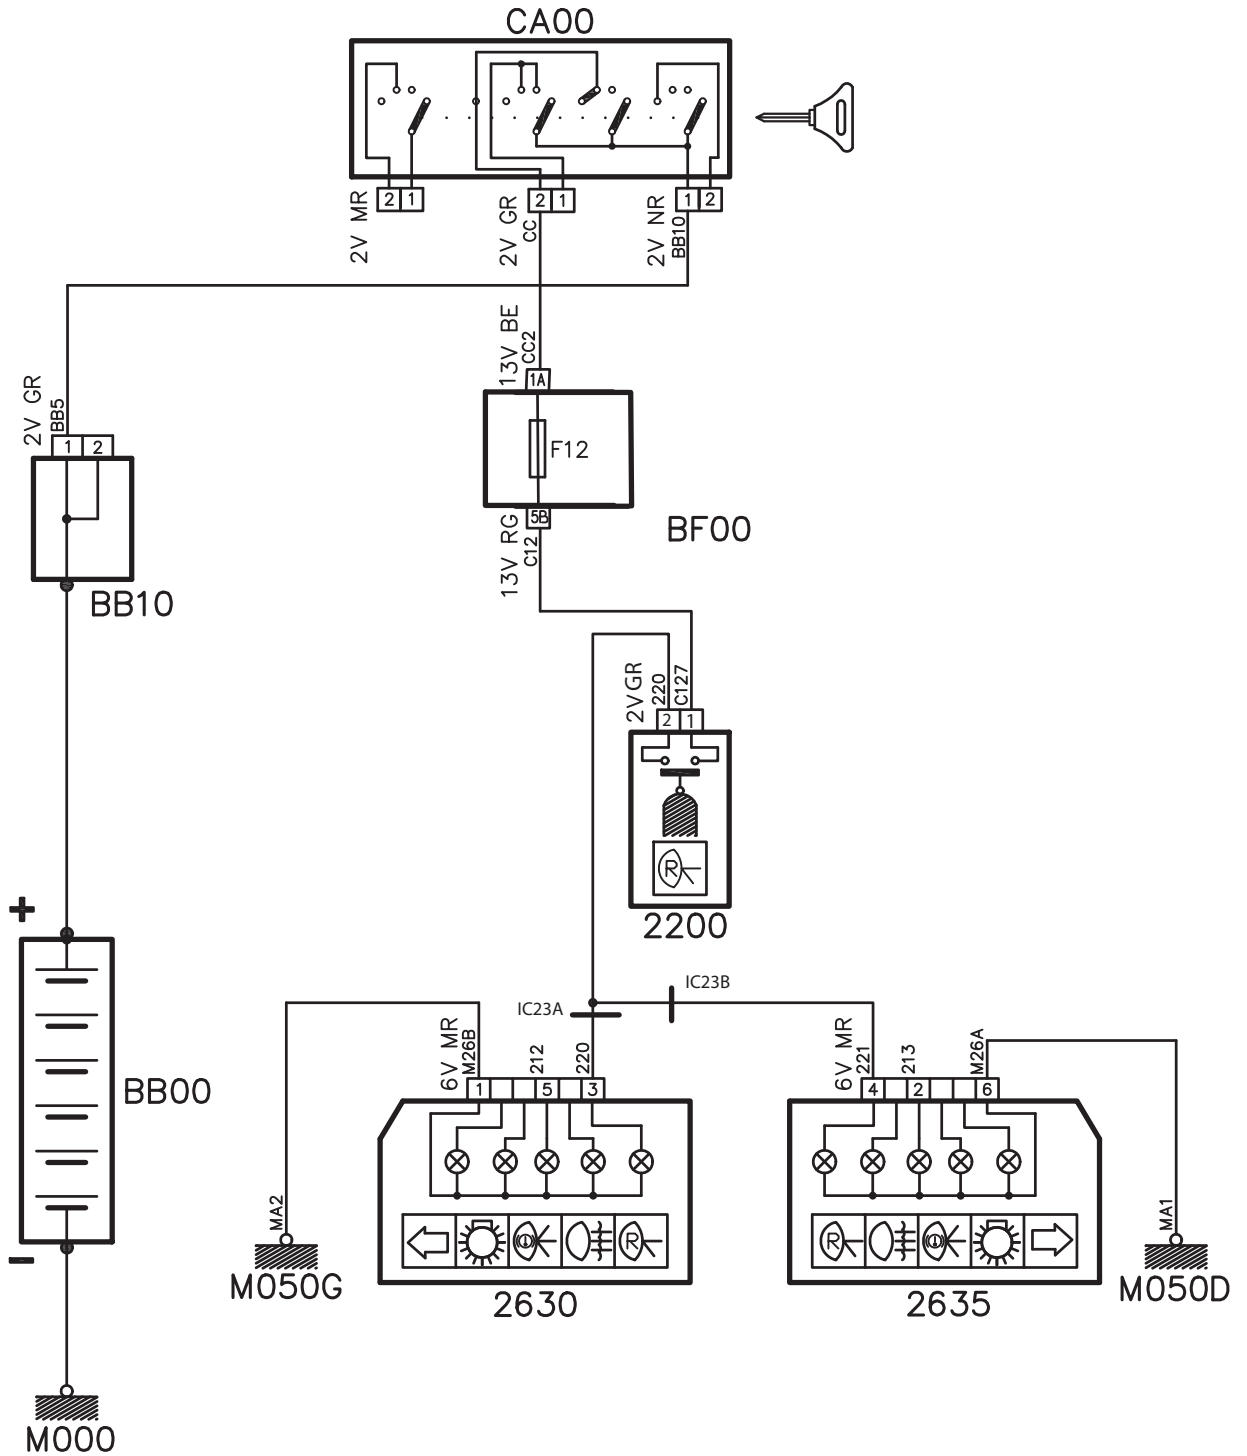 CA00
2 1
2 1
1 2
2V MR
2V GR
CC
2V NR
BB10
13V BE
CC2
1A
2V GR
BB5
1 2
F12
5B
BF00
13V RG
C12
BB10
2VGR
220
C127
2 1
R
2200
+
IC23A
IC23B
6V MR
M26B
212
220
6V MR
221
213
M26A
1 5 3
4 2 6
BB00
MA2
MA1
R
R
-
M050G
2630
2635
M050D
M000